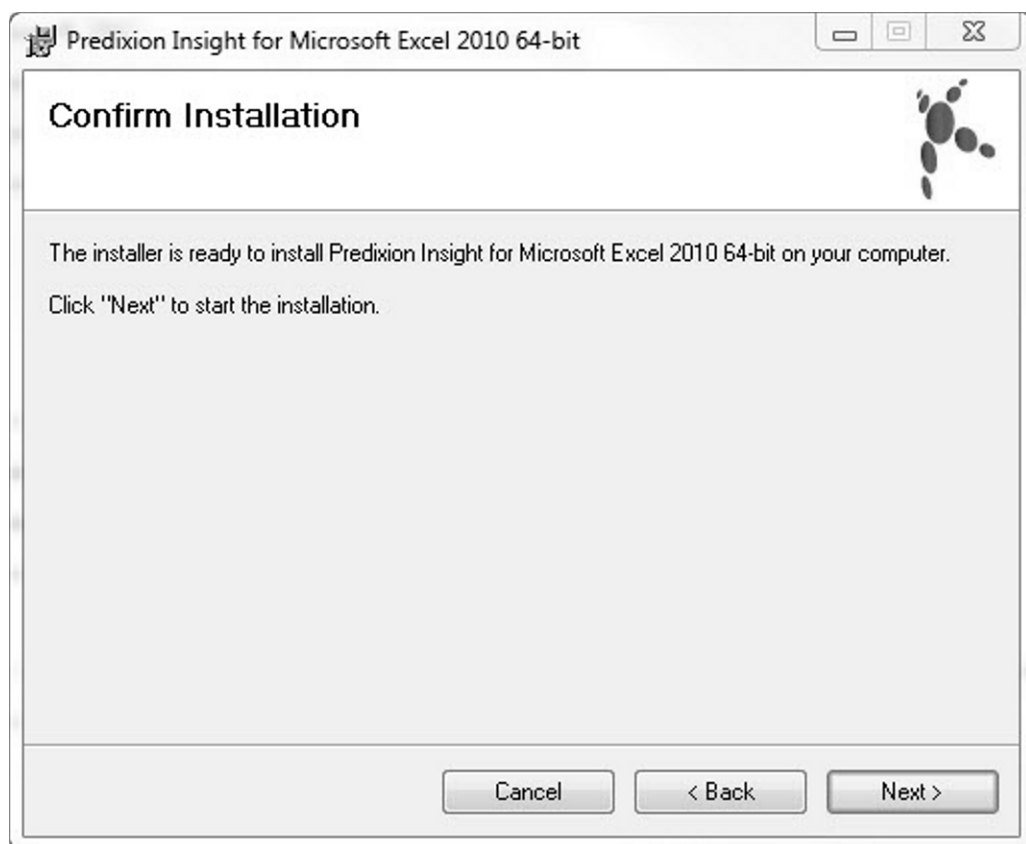 Predixion Insight for Microsoft Excel 2010 64-bit
Confirm Installation
The installer is ready to install Predixion Insight for Microsoft Excel 2010 64-bit on your computer.
Click "Next" to start the installation.
Cancel
< Back
Next >